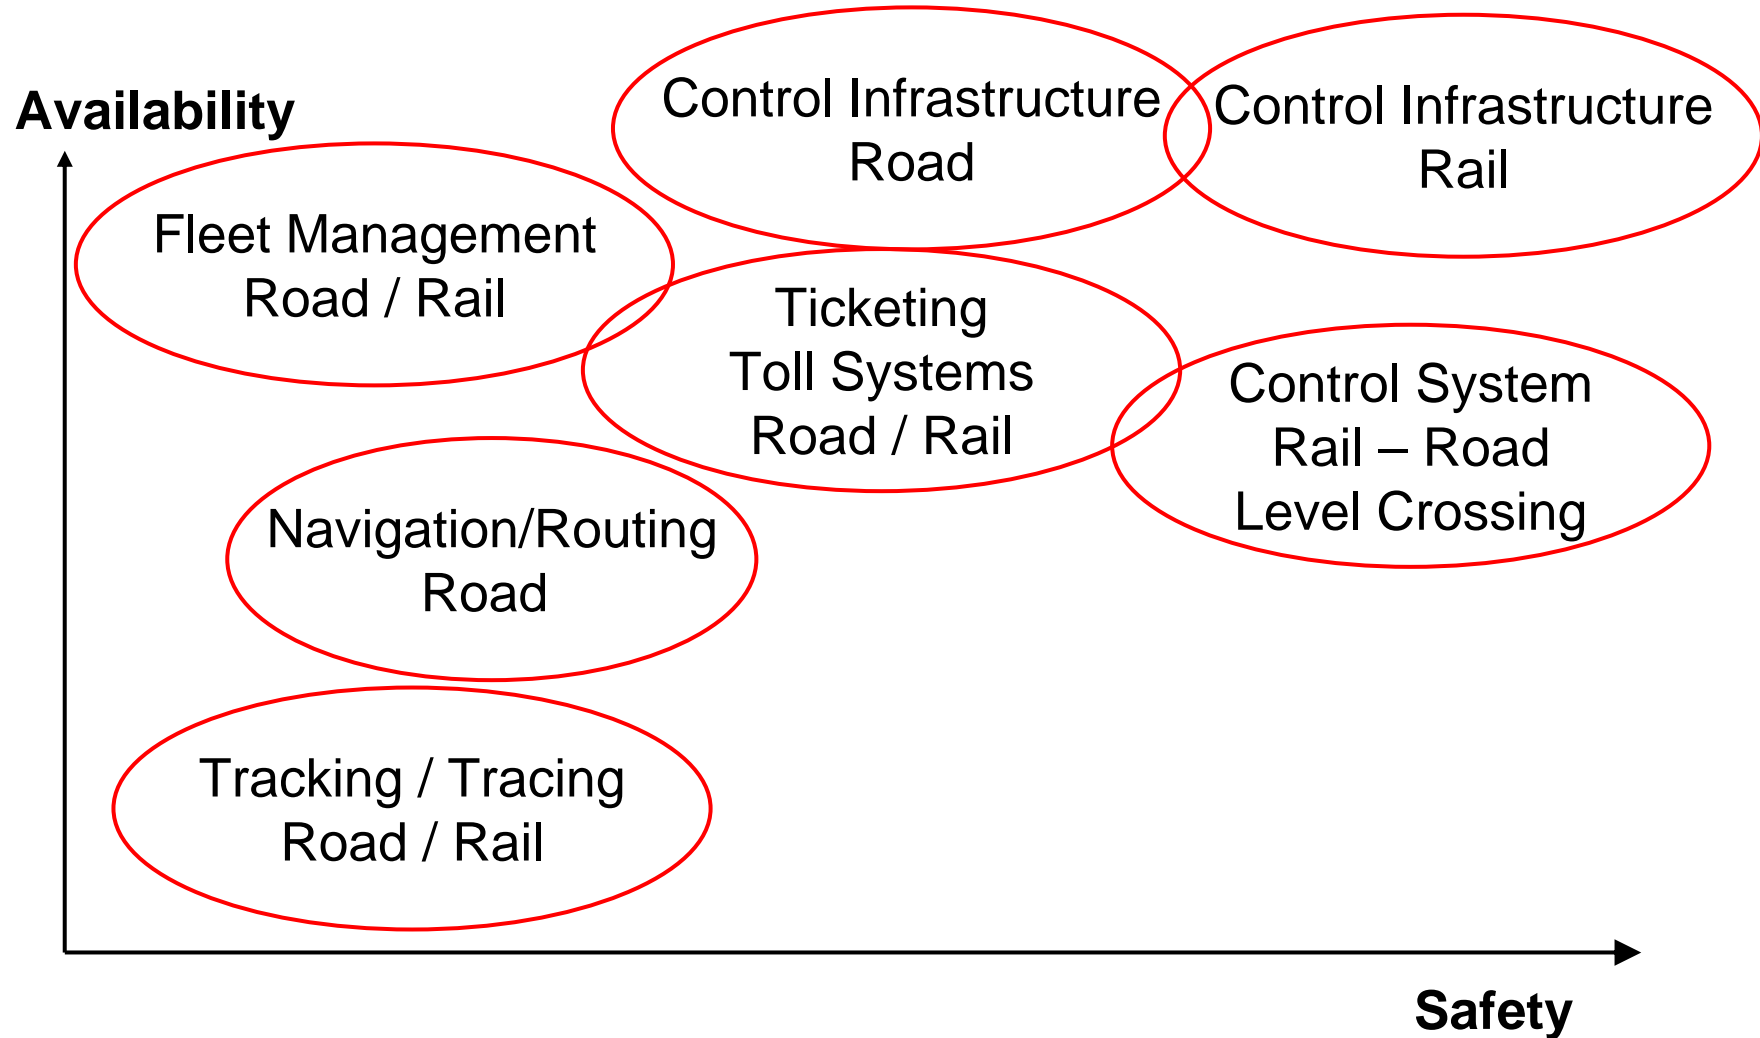 Availability
Control Infrastructure
Road
Control Infrastructure
Rail
Fleet Management
Road / Rail
Ticketing
Toll Systems
Road / Rail
Control System
Rail – Road
Level Crossing
Navigation/Routing
Road
Tracking / Tracing
Road / Rail
Safety